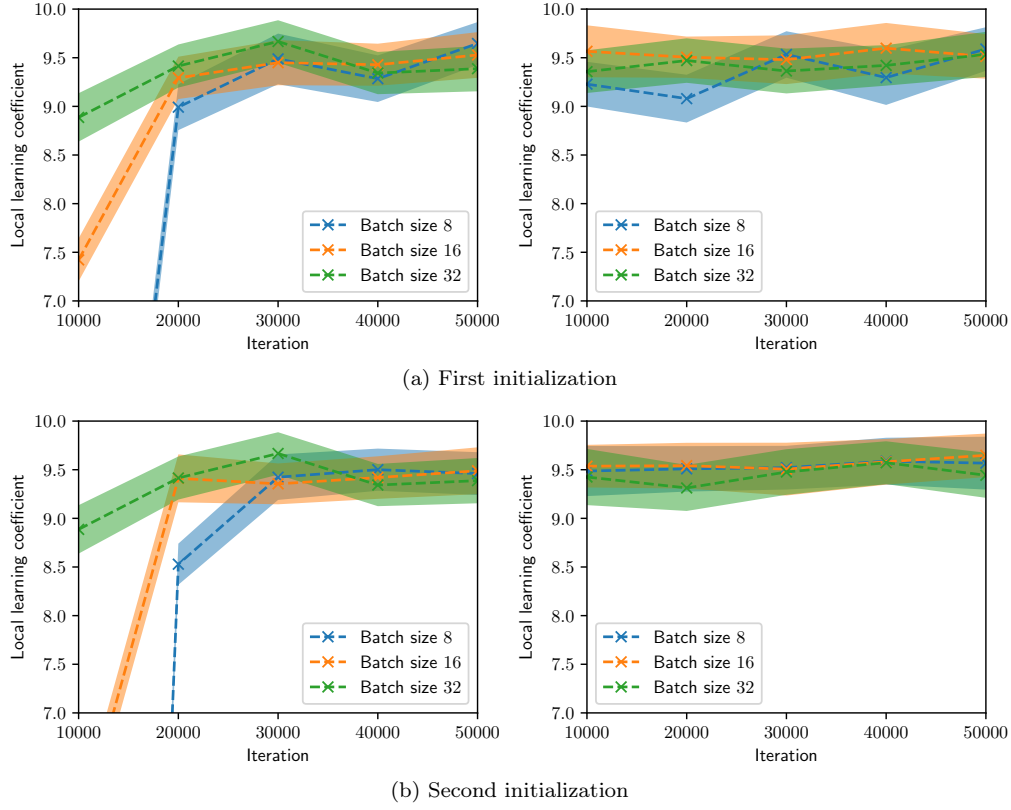 10.0
9.5
9.0
8.5
8.0
7.5
7.0
Local learning coefficient
Batch size 8
Batch size 16
Batch size 32
10000 20000 30000 40000 50000
Iteration
10.0
9.5
9.0
8.5
8.0
7.5
7.0
Local learning coefficient
Batch size 8
Batch size 16
Batch size 32
10000 20000 30000 40000 50000
Iteration
(a) First initialization
10.0
9.5
9.0
8.5
8.0
7.5
7.0
Local learning coefficient
Batch size 8
Batch size 16
Batch size 32
10000 20000 30000 40000 50000
Iteration
10.0
9.5
9.0
8.5
8.0
7.5
7.0
Local learning coefficient
Batch size 8
Batch size 16
Batch size 32
10000 20000 30000 40000 50000
Iteration
(b) Second initialization